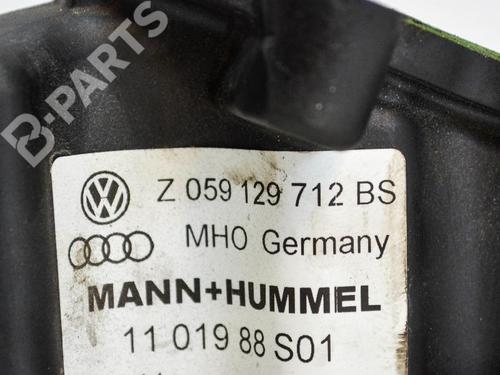 B-PARTS
Z 059 129 712 BS
MHO Germany
MANN+HUMMEL
11 019 88 S01